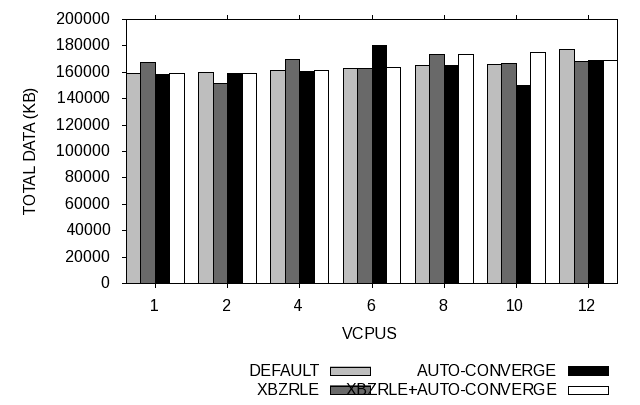 200000
180000
160000
140000
120000
100000
80000
60000
40000
20000
0
TOTAL DATA (KB)
1 2 4 6 8 10 12
VCPUS
DEFAULT AUTO-CONVERGE
XBZRLE XBZRLE+AUTO-CONVERGE